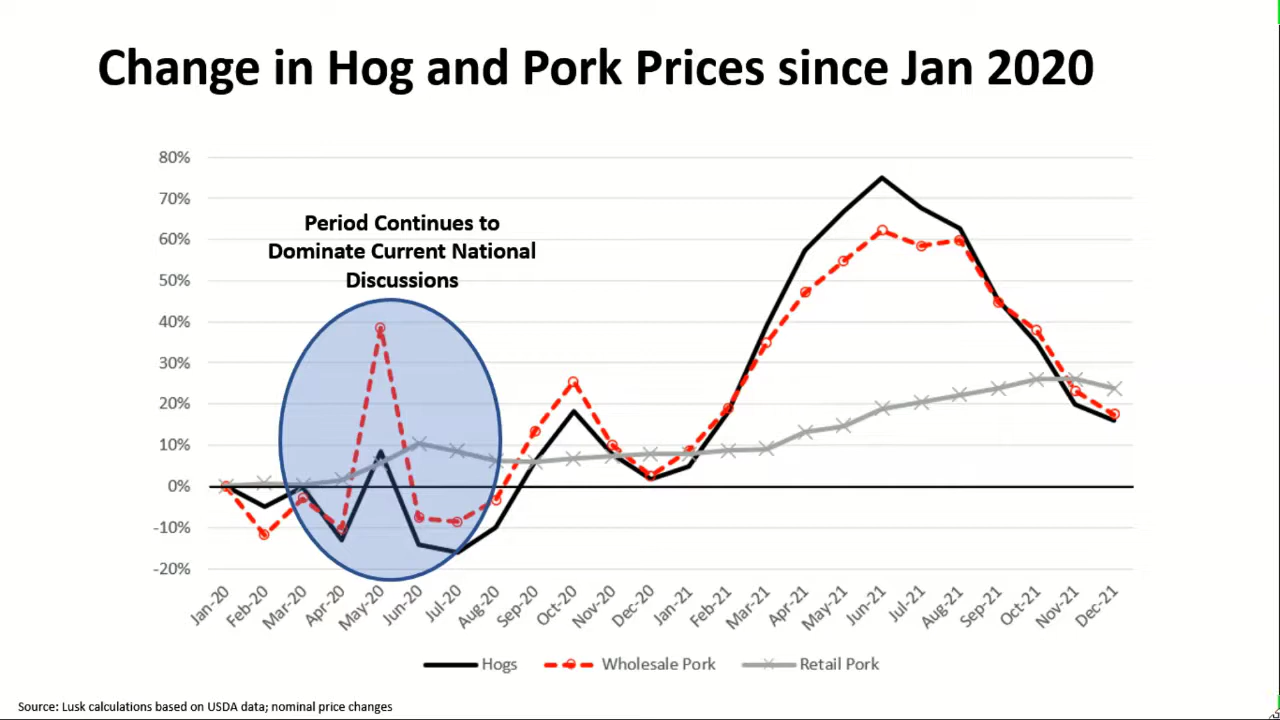 Change in Hog and Pork Prices since Jan 2020
Period Continues to
Dominate Current National
Discussions
80%
70%
60%
50%
40%
30%
20%
10%
0%
-10%
-20%
Jan-20
Feb-20
Mar-20
Apr-20
May-20
Jun-20
Jul-20
Aug-20
Sep-20
Oct-20
Nov-20
Dec-20
Jan-21
Feb-21
Mar-21
Apr-21
May-21
Jun-21
Jul-21
Aug-21
Sep-21
Oct-21
Nov-21
Dec-21
Hogs
Wholesale Pork
Retail Pork
Source: Lusk calculations based on USDA data; nominal price changes